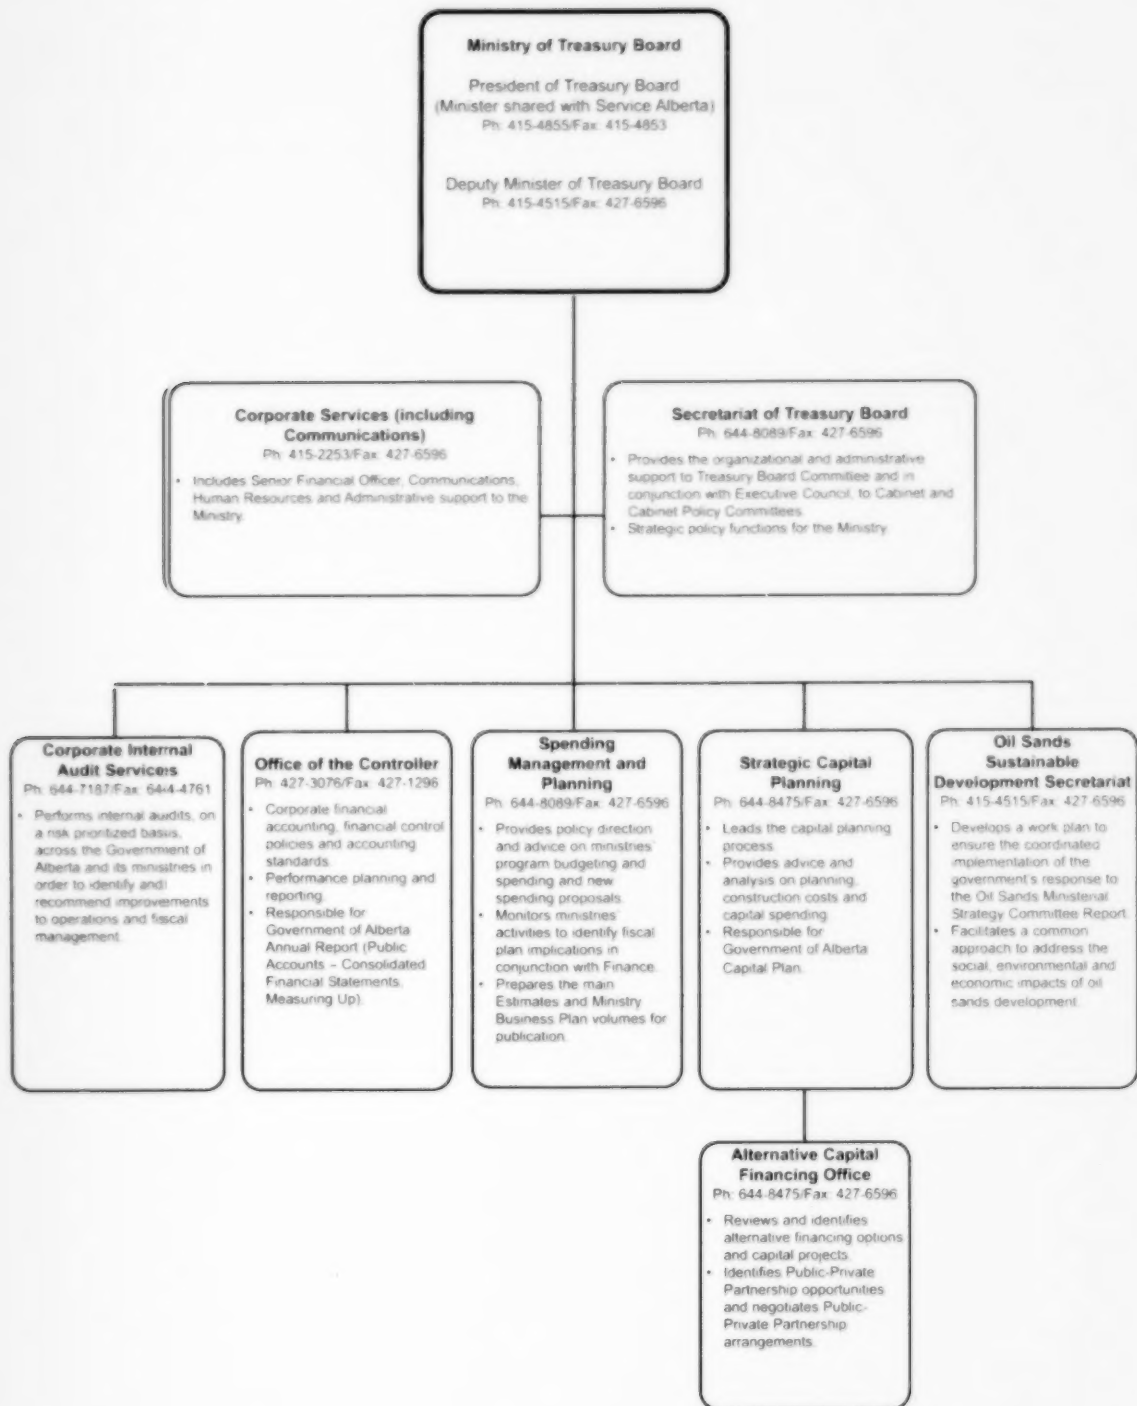 Ministry of Treasury Board
President of Treasury Board
(Minister shared with Service Alberta)
Ph: 415-4855/Fax: 415-4853
Deputy Minister of Treasury Board
Ph: 415-4515/Fax: 427-6596
Corporate Services (including
Communications)
Ph: 415-2253/Fax: 427-6596
• Includes Senior Financial Officer, Communications,
Human Resources and Administrative support to the
Ministry.
Secretariat of Treasury Board
Ph: 644-8089/Fax: 427-6596
• Provides the organizational and administrative
support to Treasury Board Committee and in
conjunction with Executive Council, to Cabinet and
Cabinet Policy Committees.
• Strategic policy functions for the Ministry.
Corporate Internal
Audit Services
Ph: 644-7187/Fax: 644-4761
• Performs internal audits, on
a risk prioritized basis,
across the Government of
Alberta and its ministries in
order to identify and
recommend improvements
to operations and fiscal
management.
Office of the Controller
Ph: 427-3076/Fax: 427-1296
• Corporate financial
accounting, financial control
policies and accounting
standards.
• Performance planning and
reporting.
• Responsible for
Government of Alberta
Annual Report (Public
Accounts – Consolidated
Financial Statements,
Measuring Up).
Spending
Management and
Planning
Ph: 644-8089/Fax: 427-6596
• Provides policy direction
and advice on ministries'
program budgeting and
spending and new
spending proposals.
• Monitors ministries'
activities to identify fiscal
plan implications in
conjunction with Finance.
• Prepares the main
Estimates and Ministry
Business Plan volumes for
publication.
Strategic Capital
Planning
Ph: 644-8475/Fax: 427-6596
• Leads the capital planning
process.
• Provides advice and
analysis on planning,
construction costs and
capital spending.
• Responsible for
Government of Alberta
Capital Plan.
Oil Sands
Sustainable
Development Secretariat
Ph: 415-4515/Fax: 427-6596
• Develops a work plan to
ensure the coordinated
implementation of the
government's response to
the Oil Sands Ministerial
Strategy Committee Report.
• Facilitates a common
approach to address the
social, environmental and
economic impacts of oil
sands development.
Alternative Capital
Financing Office
Ph: 644-8475/Fax: 427-6596
• Reviews and identifies
alternative financing options
and capital projects.
• Identifies Public-Private
Partnership opportunities
and negotiates Public-
Private Partnership
arrangements.